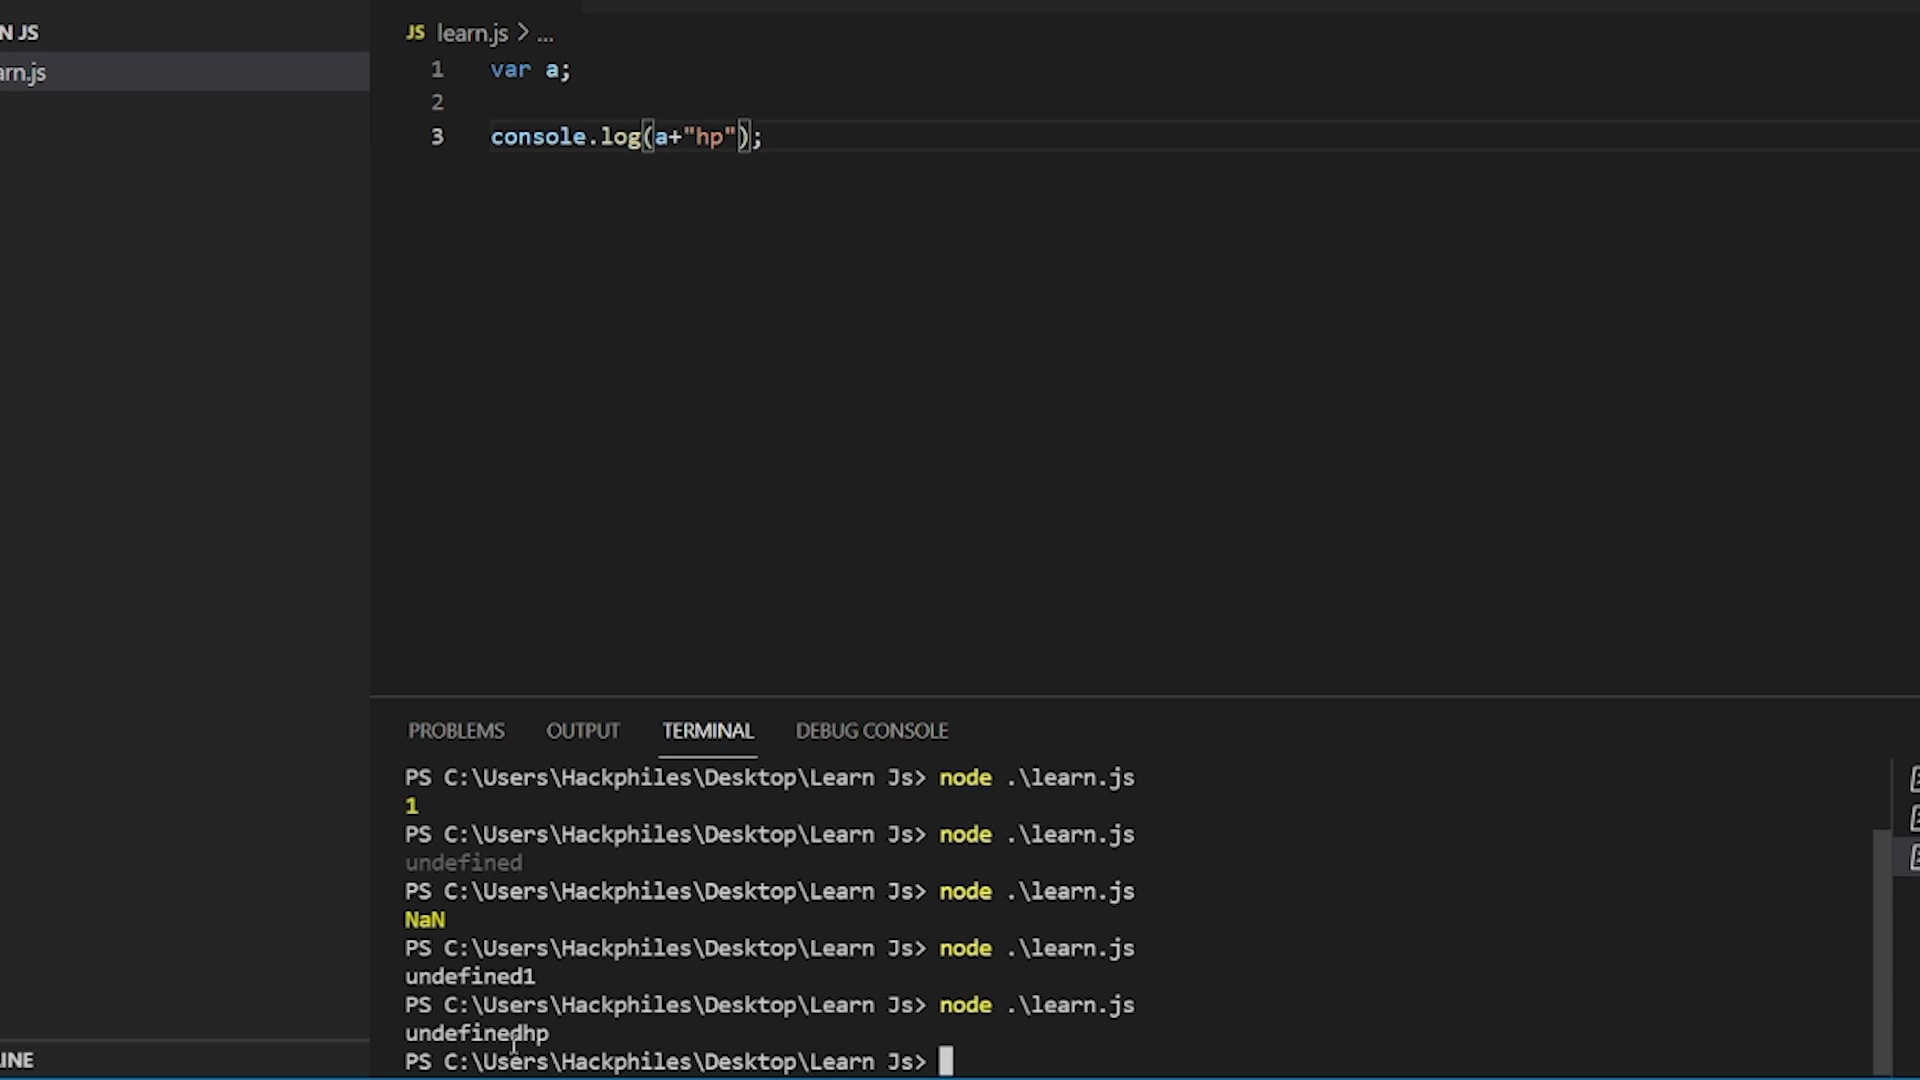 N JS
arn.js
JS learn.js > ...
1 var a;
2
3 console.log(a+"hp");
PROBLEMS OUTPUT TERMINAL DEBUG CONSOLE
PS C:\Users\Hackphiles\Desktop\Learn Js> node .\learn.js
1
PS C:\Users\Hackphiles\Desktop\Learn Js> node .\learn.js
undefined
PS C:\Users\Hackphiles\Desktop\Learn Js> node .\learn.js
NaN
PS C:\Users\Hackphiles\Desktop\Learn Js> node .\learn.js
undefined1
PS C:\Users\Hackphiles\Desktop\Learn Js> node .\learn.js
undefinedhp
PS C:\Users\Hackphiles\Desktop\Learn Js>
LINE